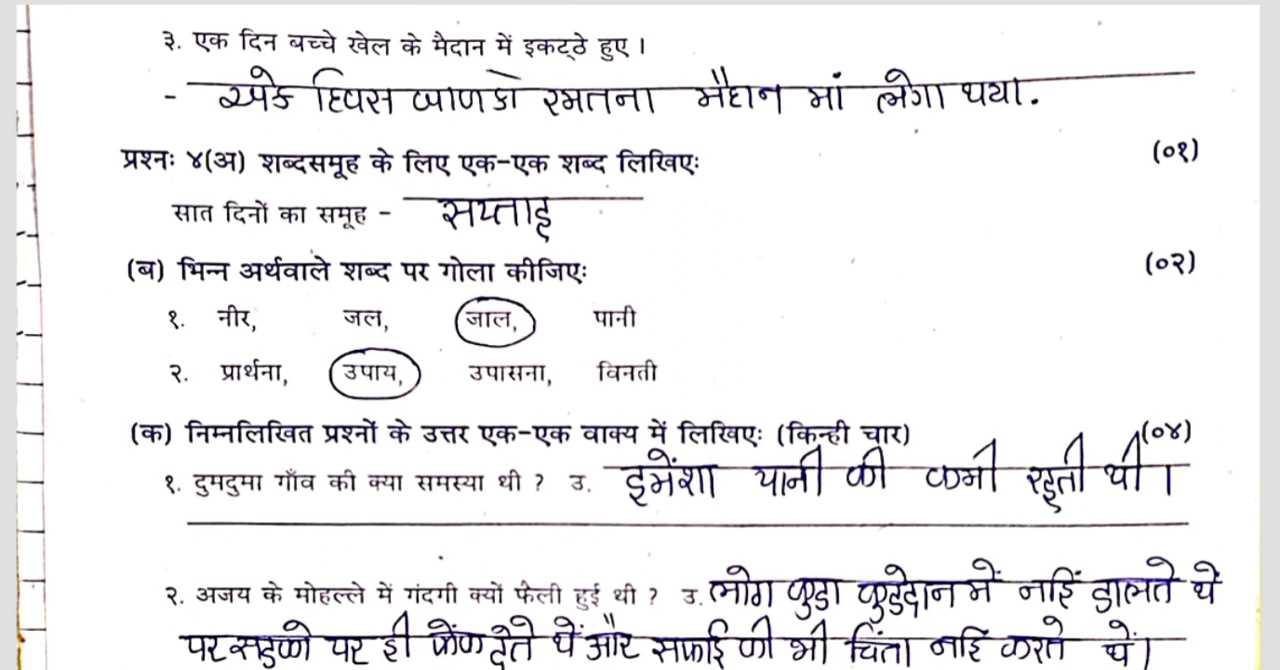 ३. एक दिन बच्चे खेल के मैदान में इकट्ठे हुए ।
- એક દિવસ બાળકો રમતના મૈદાન માં ભેગા થયા.
प्रश्नः ४(अ) शब्दसमूह के लिए एक-एक शब्द लिखिएः (०१)
सात दिनों का समूह - सप्ताह
(ब) भिन्न अर्थवाले शब्द पर गोला कीजिएः (०२)
१. नीर, जल, जाल, पानी
२. प्रार्थना, उपाय, उपासना, विनती
(क) निम्नलिखित प्रश्नों के उत्तर एक-एक वाक्य में लिखिएः (किन्ही चार) (०४)
१. दुमदुमा गाँव की क्या समस्या थी ? उ. हमेंशा पानी की कमी रहती थी ।
२. अजय के मोहल्ले में गंदगी क्यों फैली हुई थी ? उ. लोग कुडा कुडेदान में नहिं डालते थें
पर सडको पर ही फेंक देते थें और सफाई की भी चिंता नहि करते थें।